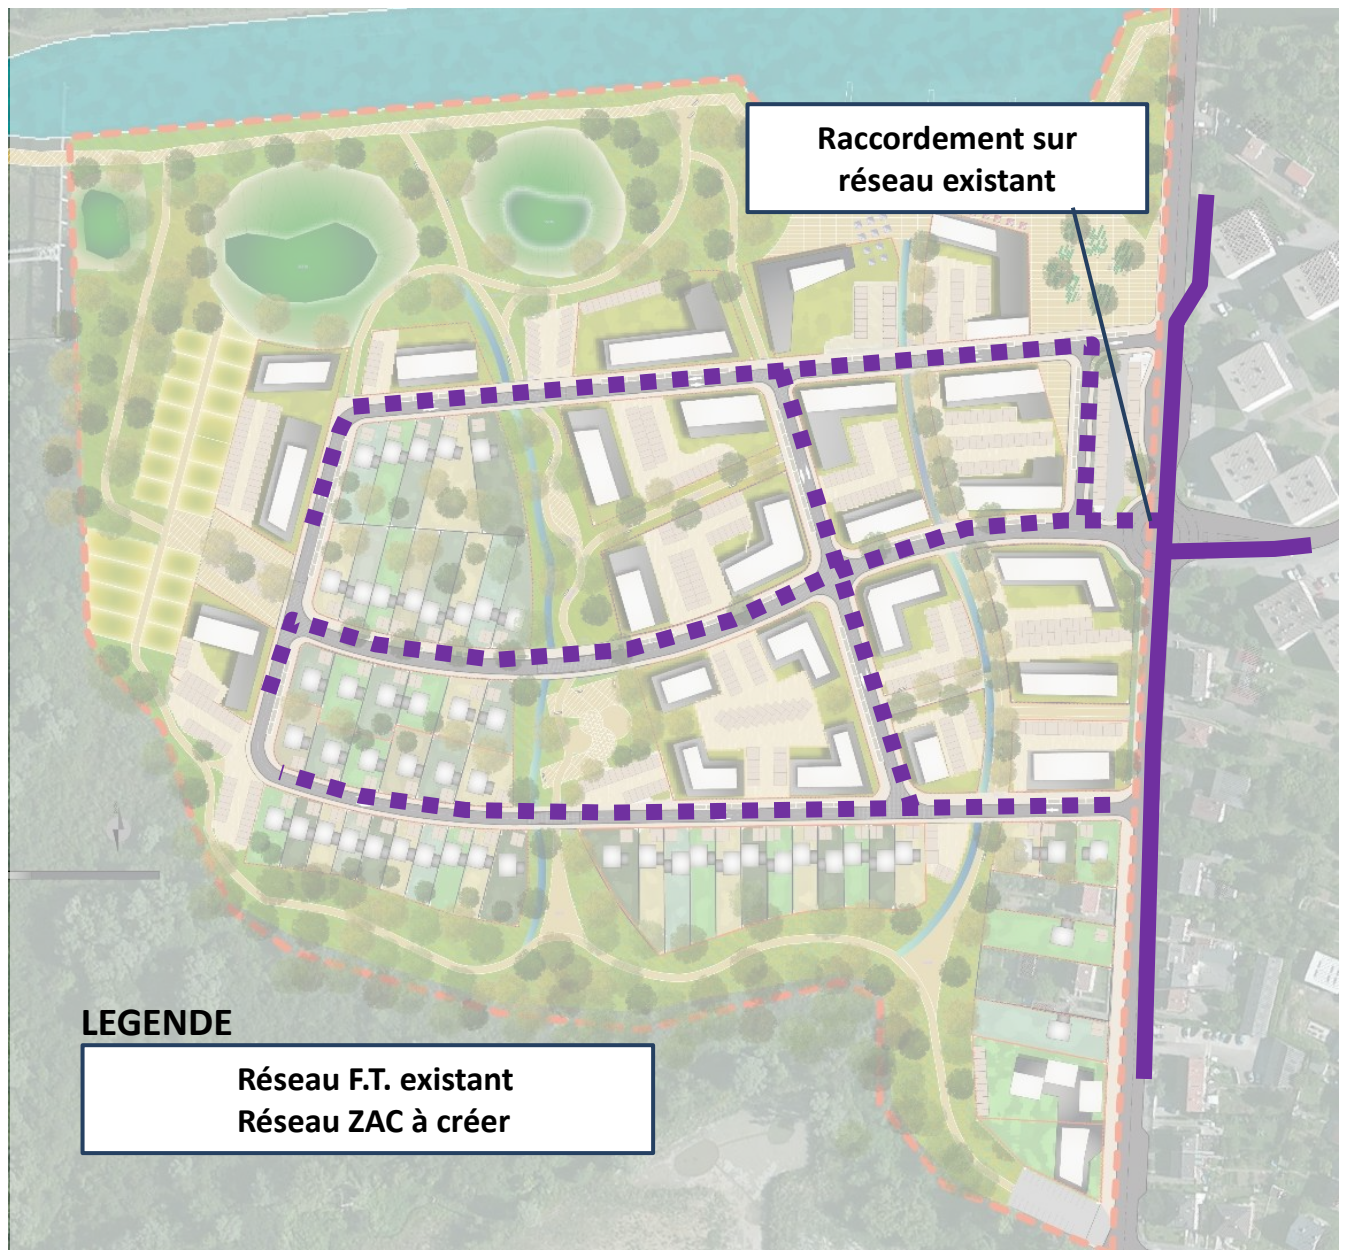 Raccordement sur
réseau existant
LEGENDE
Réseau F.T. existant
Réseau ZAC à créer